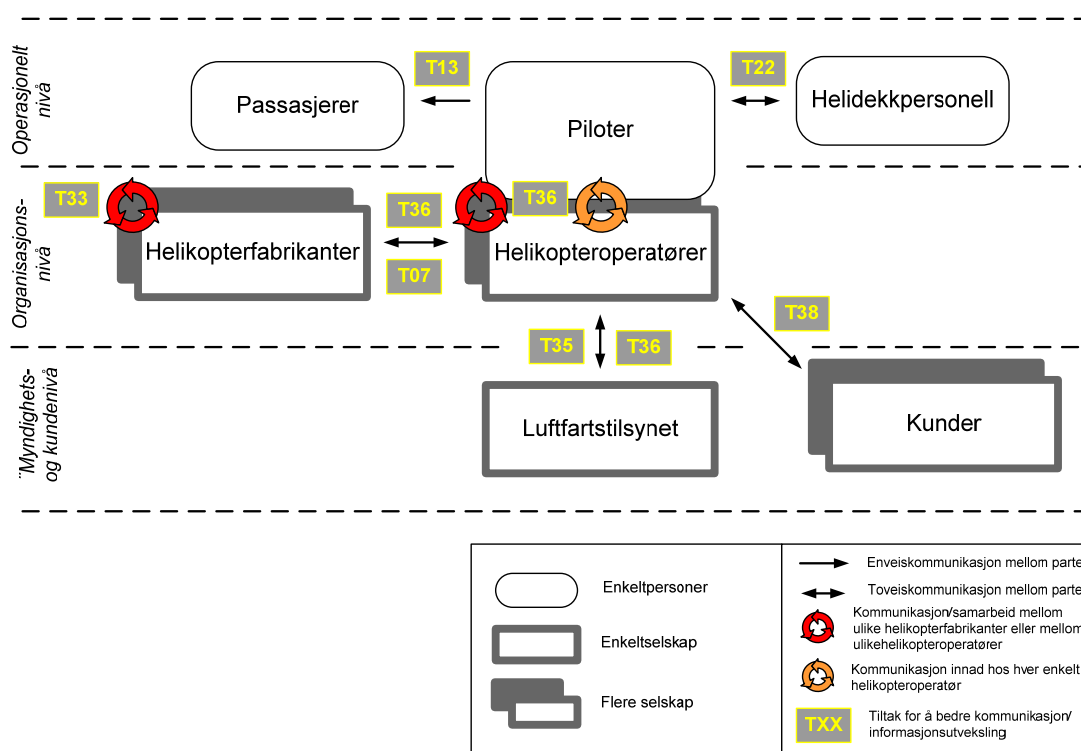 Operasjonelt
nivå
T13
T22
Passasjerer
Piloter
Helidekkpersonell
Organisasjons-
nivå
T33
T36
T36
Helikopterfabrikanter
Helikopteroperatører
T07
T38
T35
T36
¨Myndighets-
og kundenivå
Luftfartstilsynet
Kunder
Enkeltpersoner
Enkeltselskap
Flere selskap
Enveiskommunikasjon mellom parte
Toveiskommunikasjon mellom parte
Kommunikasjon/samarbeid mellom
ulike helikopterfabrikanter eller mellom
ulikehelikopteroperatører
Kommunikasjon innad hos hver enkelt
helikopteroperatør
TXX
Tiltak for å bedre kommunikasjon/
informasjonsutveksling